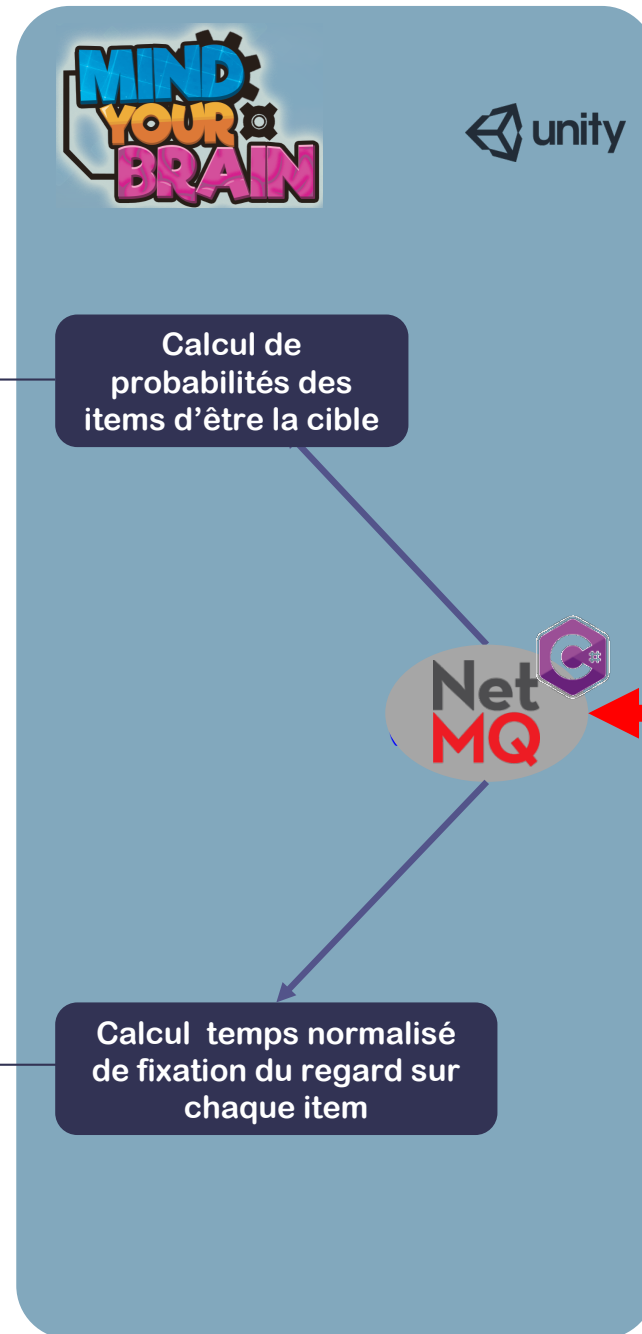 MIND
YOUR
BRAIN
unity
Calcul de
probabilités des
items d’être la cible
C#
Net
MQ
Calcul temps normalisé
de fixation du regard sur
chaque item